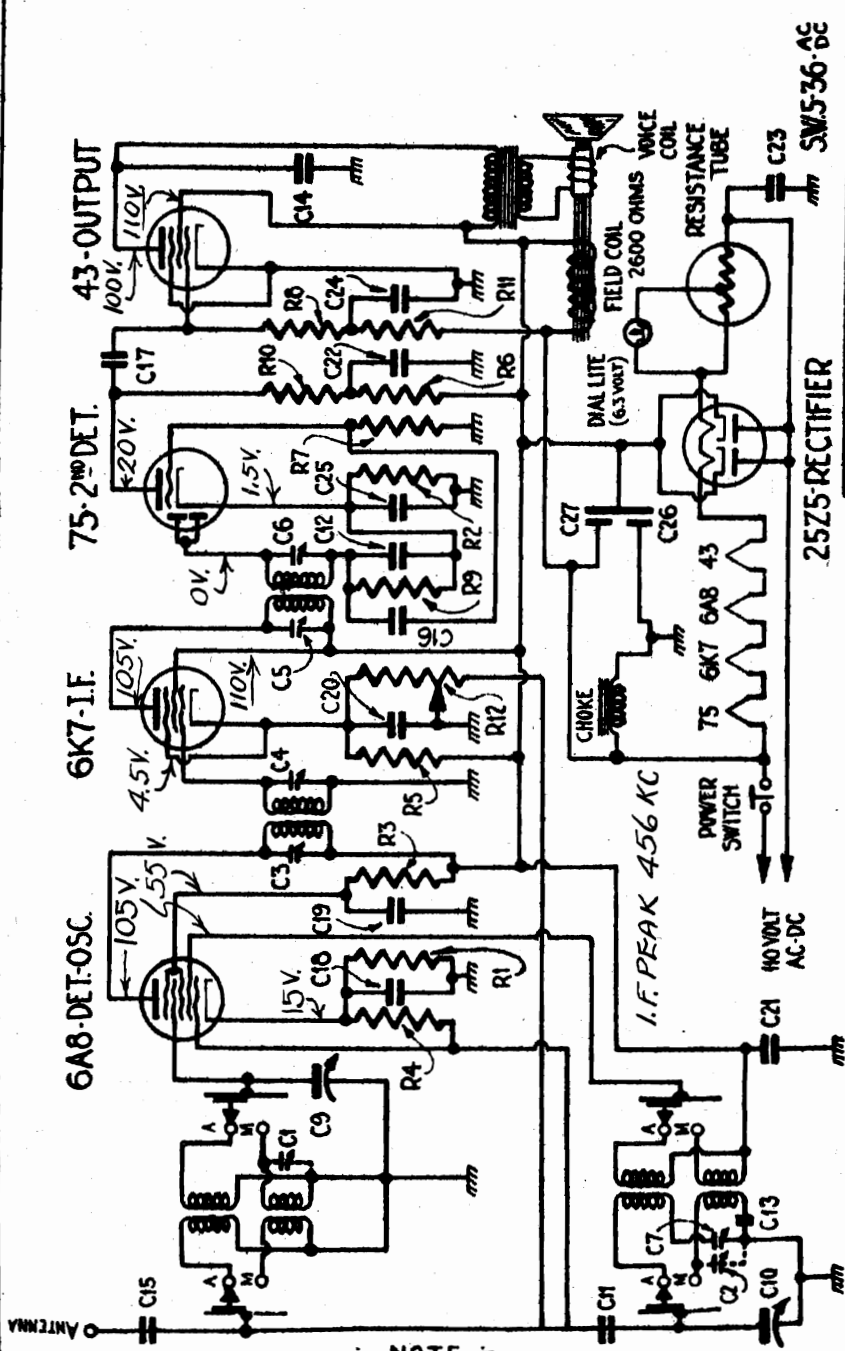 6A8-DET-OSC.
6K7-I.F.
75-2ND DET.
43-OUTPUT
ANTENNA
C15
A
M
A
M
C1
C9
105V.
55V.
15V.
C18
R4
R1
C19
R3
C3
C4
4.5V.
105V.
110V.
C5
C6
C20
R5
R12
0V.
20V.
1.5V.
C16
R9
C12
R2
C25
R7
C17
R10
C22
R6
R8
C24
R11
100V.
110V.
C14
VOICE
COIL
FIELD COIL
2600 OHMS
DIAL LITE
(6.3 VOLT)
RESISTANCE
TUBE
C23
S.W.5-36-AC
DC
25Z5-RECTIFIER
C27
C26
CHOKE
75
6K7
6A8
43
POWER
SWITCH
110 VOLT
AC-DC
I.F. PEAK 456 KC
C21
A
M
A
M
C7
C2
C13
C10
C11